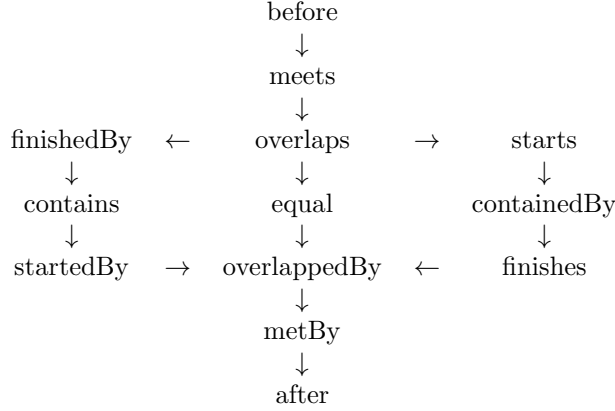 before
↓
meets
↓
finishedBy ← overlaps → starts
↓ ↓ ↓
contains equal containedBy
↓ ↓ ↓
startedBy → overlappedBy ← finishes
↓
metBy
↓
after